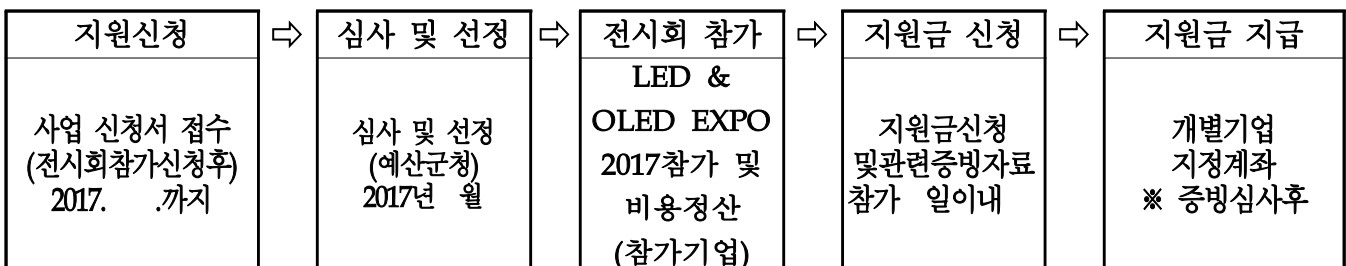 지원신청 ⇨ 심사 및 선정 ⇨ 전시회 참가 ⇨ 지원금 신청 ⇨ 지원금 지급
사업 신청서 접수
(전시회참가신청후)
2017.    .까지
심사 및 선정
(예산군청)
2017년  월
LED &
OLED EXPO
2017참가 및
비용정산
(참가기업)
지원금신청
및관련증빙자료
참가  일이내
개별기업
지정계좌
※ 증빙심사후